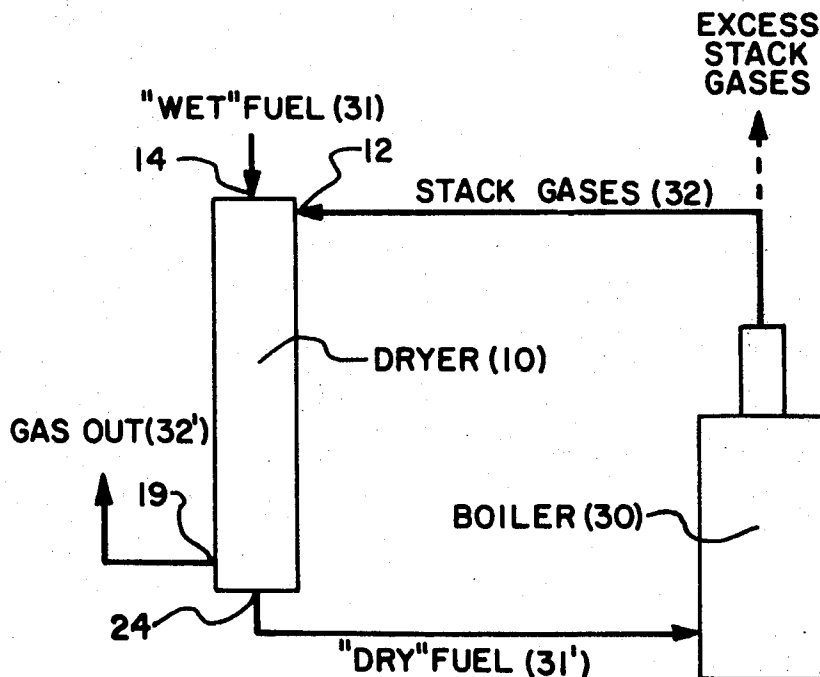 EXCESS
STACK
GASES
"WET" FUEL (31)
14
12
STACK GASES (32)
DRYER (10)
GAS OUT (32')
19
BOILER (30)
24
"DRY" FUEL (31')